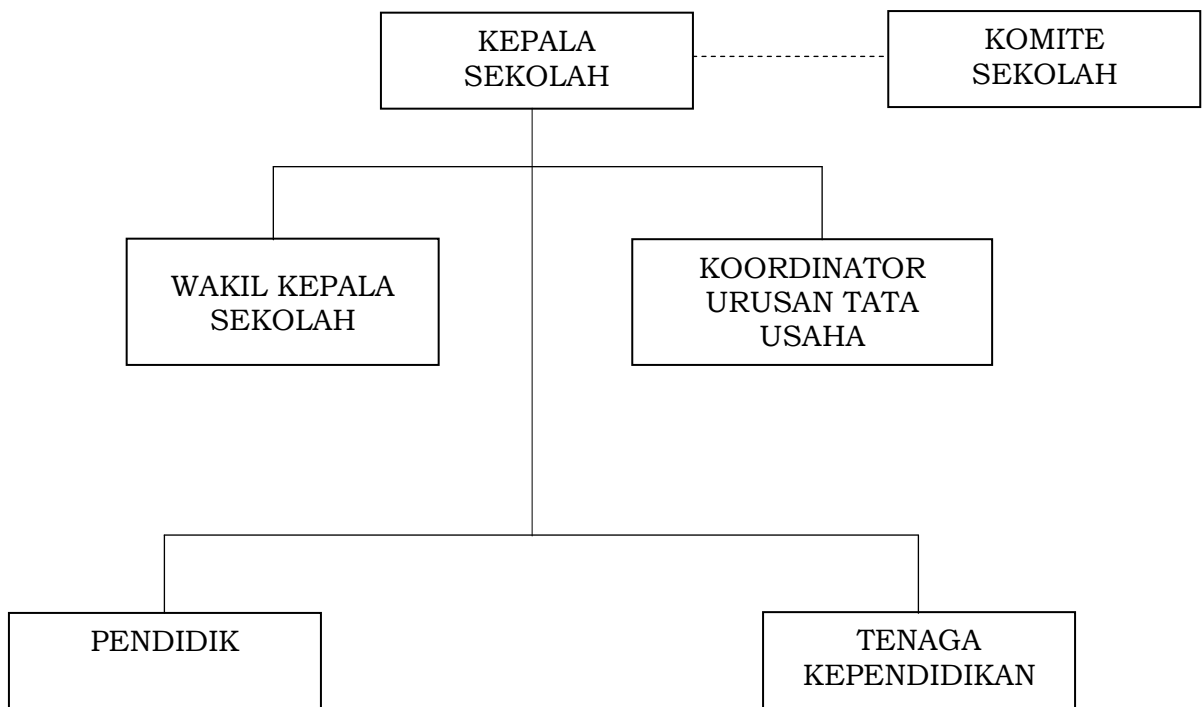 KEPALA
SEKOLAH
KOMITE
SEKOLAH
WAKIL KEPALA
SEKOLAH
KOORDINATOR
URUSAN TATA
USAHA
PENDIDIK
TENAGA
KEPENDIDIKAN